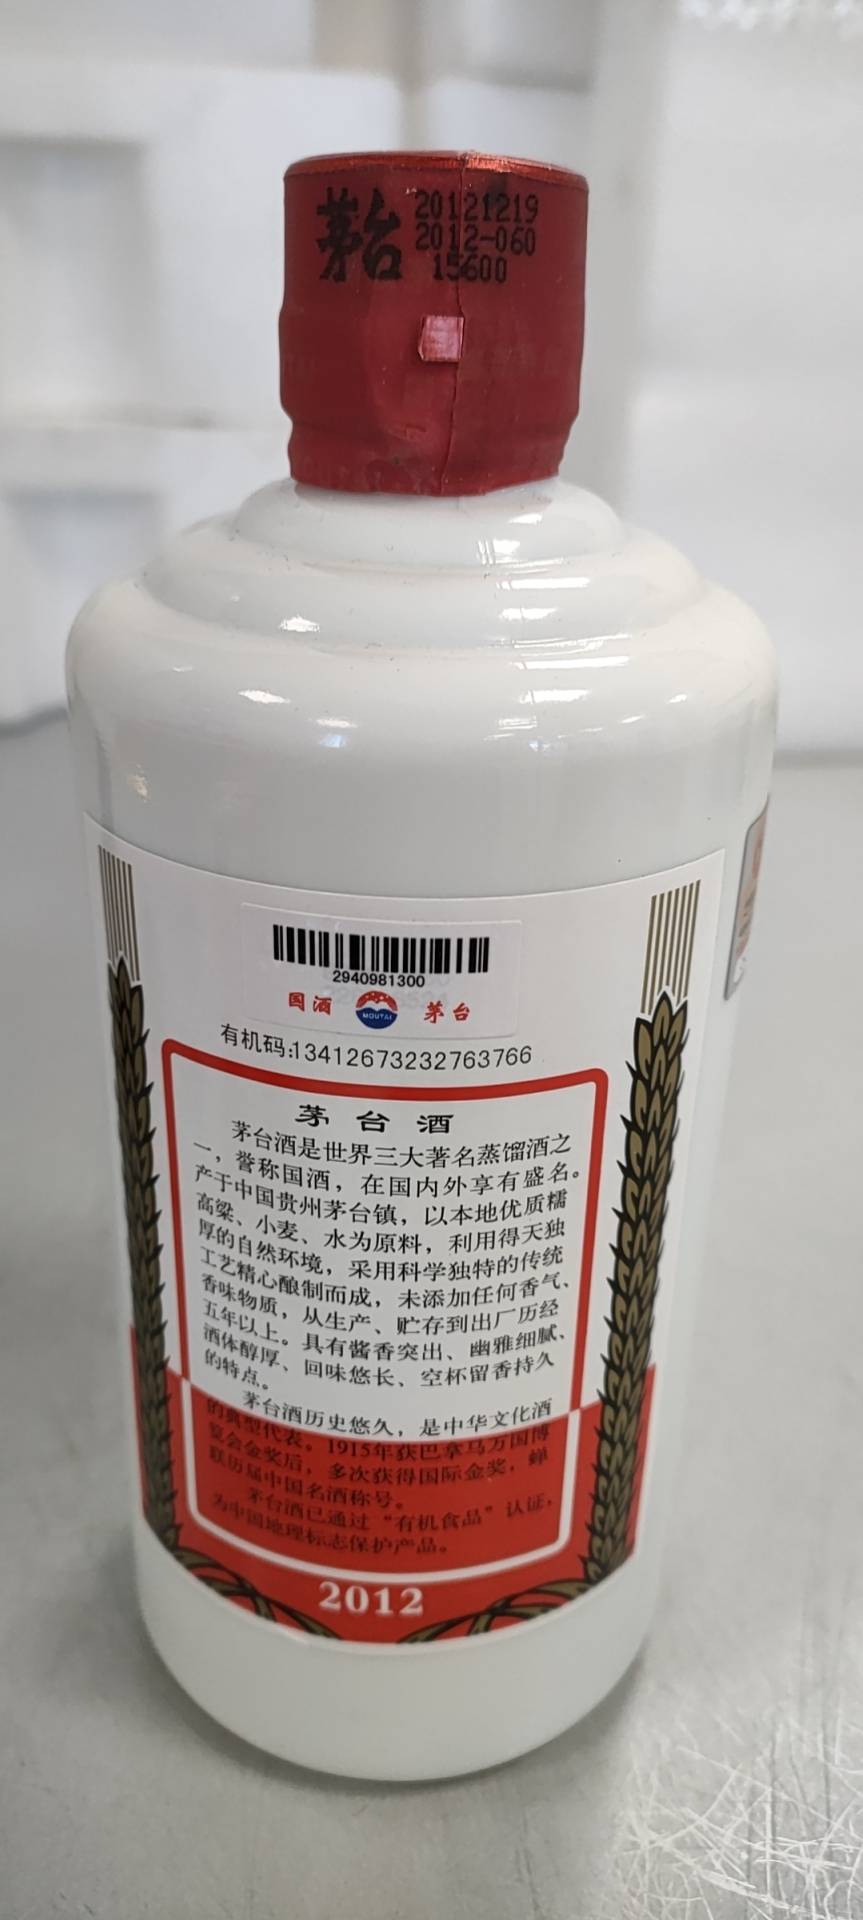 茅台
20121219
2012-060
15600
2940981300
国酒
MOUTAI
茅台
有机码:13412673232763766
茅台酒
茅台酒是世界三大著名蒸馏酒之
一，誉称国酒，在国内外享有盛名。
产于中国贵州茅台镇，以本地优质糯
高粱、小麦、水为原料，利用得天独
厚的自然环境，采用科学独特的传统
工艺精心酿制而成，未添加任何香气、
香味物质，从生产、贮存到出厂历经
五年以上。具有酱香突出、幽雅细腻、
酒体醇厚、回味悠长、空杯留香持久
的特点。
茅台酒历史悠久，是中华文化酒
的典型代表。1915年获巴拿马万国博
览会金奖后，多次获得国际金奖，蝉
联历届中国名酒称号。
茅台酒已通过“有机食品”认证，
为中国地理标志保护产品。
2012